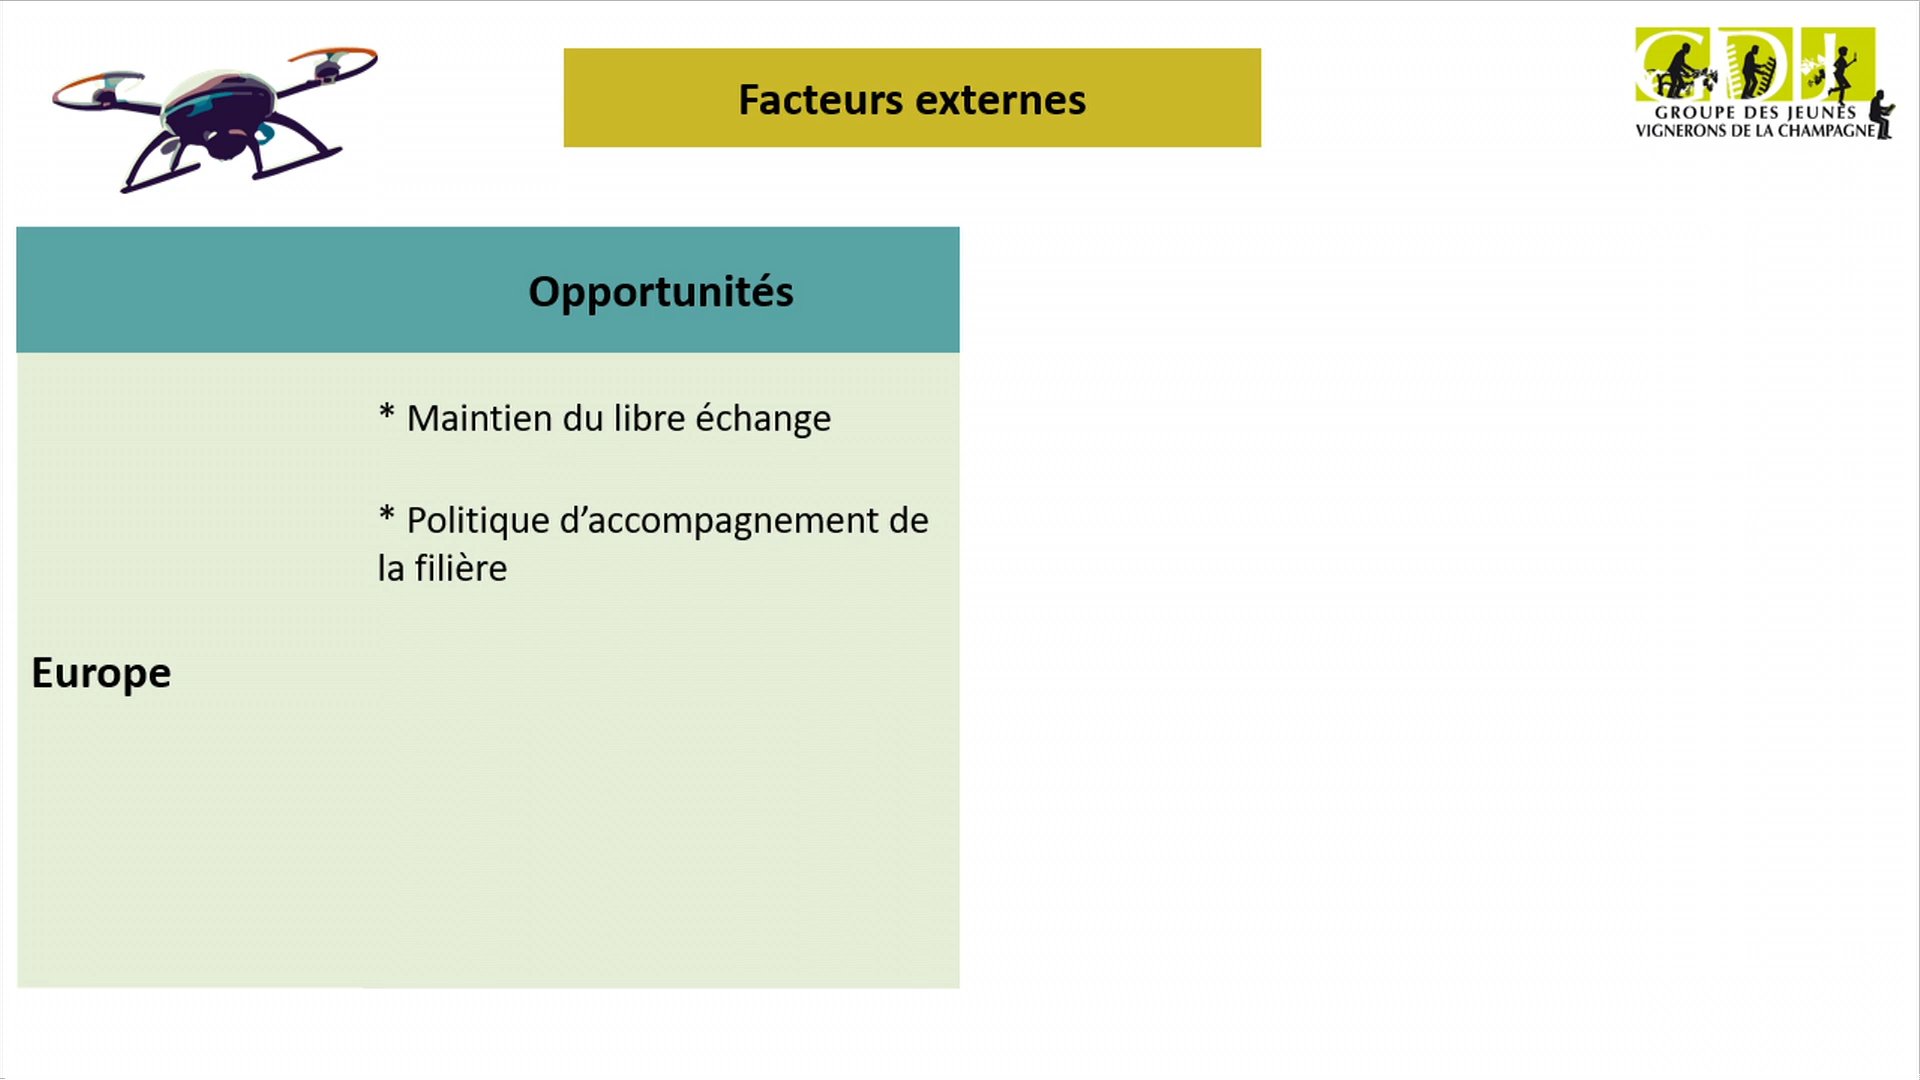 Facteurs externes
GDJ
GROUPE DES JEUNES
VIGNERONS DE LA CHAMPAGNE
Opportunités
* Maintien du libre échange
* Politique d’accompagnement de
la filière
Europe